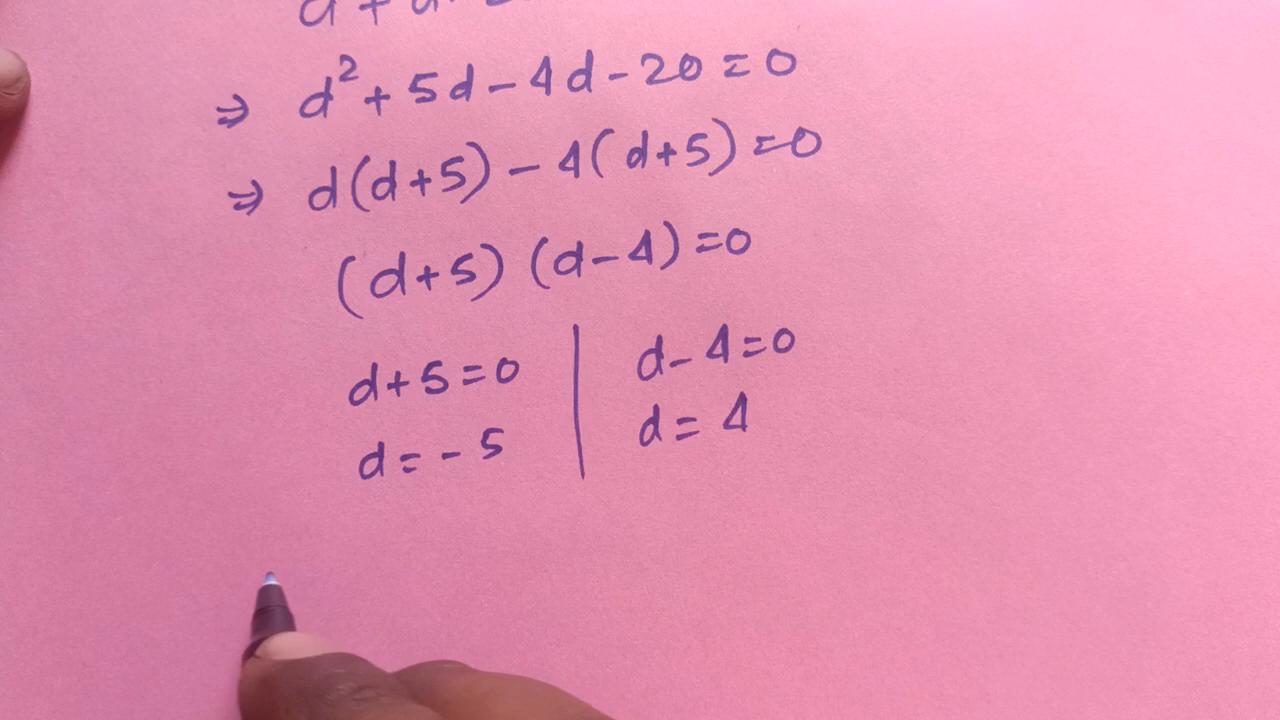 ⇒ d² + 5d - 4d - 20 = 0
⇒ d(d+5) - 4(d+5) = 0
(d+5) (d-4) = 0
d+5=0 | d-4=0
d=-5 | d=4